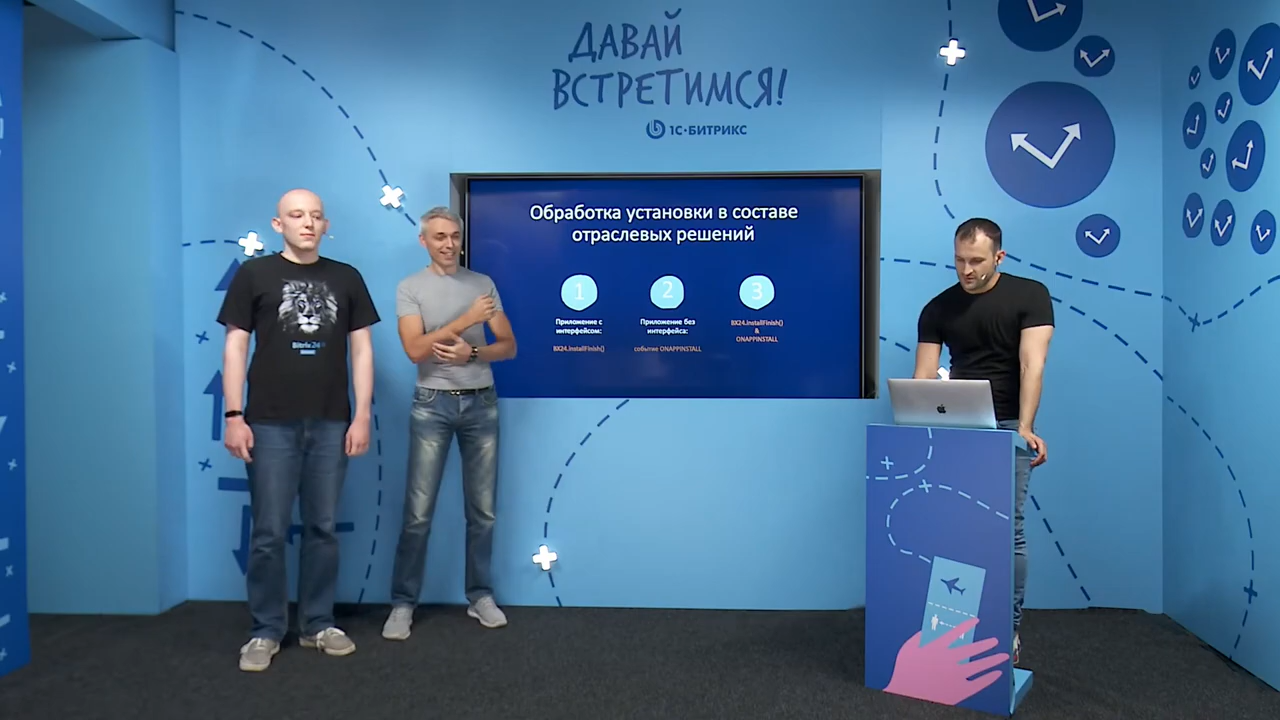 ДАВАЙ
ВСТРЕТИМСЯ!
1С·БИТРИКС
Обработка установки в составе
отраслевых решений
1
2
3
Приложение с
интерфейсом:
BX24.installFinish()
Приложение без
интерфейса:
событие ONAPPINSTALL
BX24.installFinish()
&
ONAPPINSTALL
Bitrix24